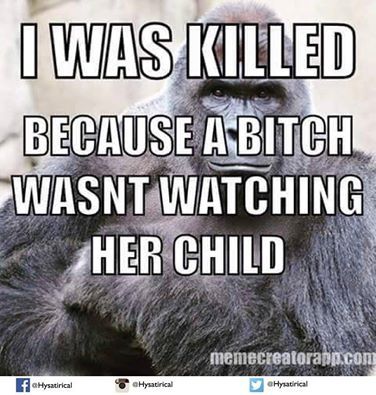 I WAS KILLED
BECAUSE A BITCH
WASNT WATCHING
HER CHILD
memecreatorapp.com
@Hysatirical @Hysatirical @Hysatirical